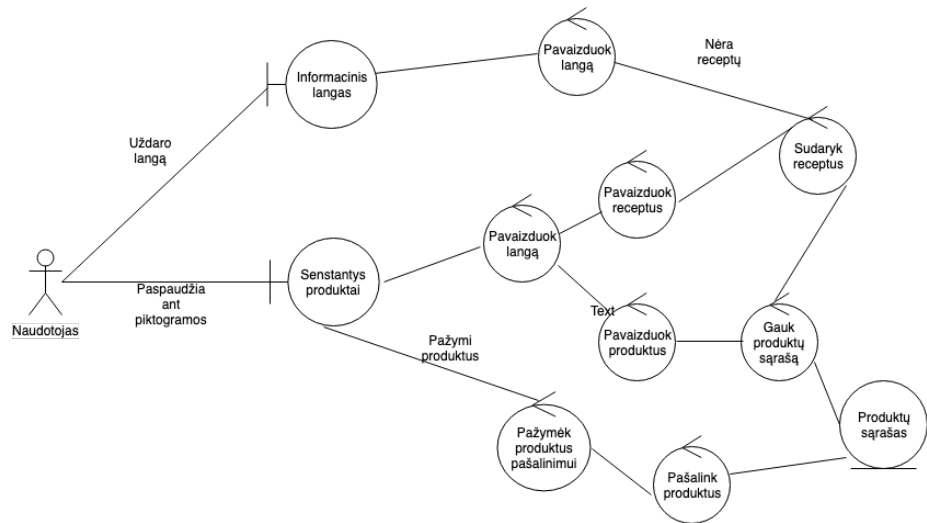 Informacinis
langas
Pavaizduok
langą
Nėra
receptų
Uždaro
langą
Sudaryk
receptus
Pavaizduok
receptus
Pavaizduok
langą
Senstantys
produktai
Naudotojas
Paspaudžia
ant
piktogramos
Text
Pavaizduok
produktus
Gauk
produktų
sąrašą
Pažymi
produktus
Produktų
sąrašas
Pažymėk
produktus
pašalinimui
Pašalink
produktus